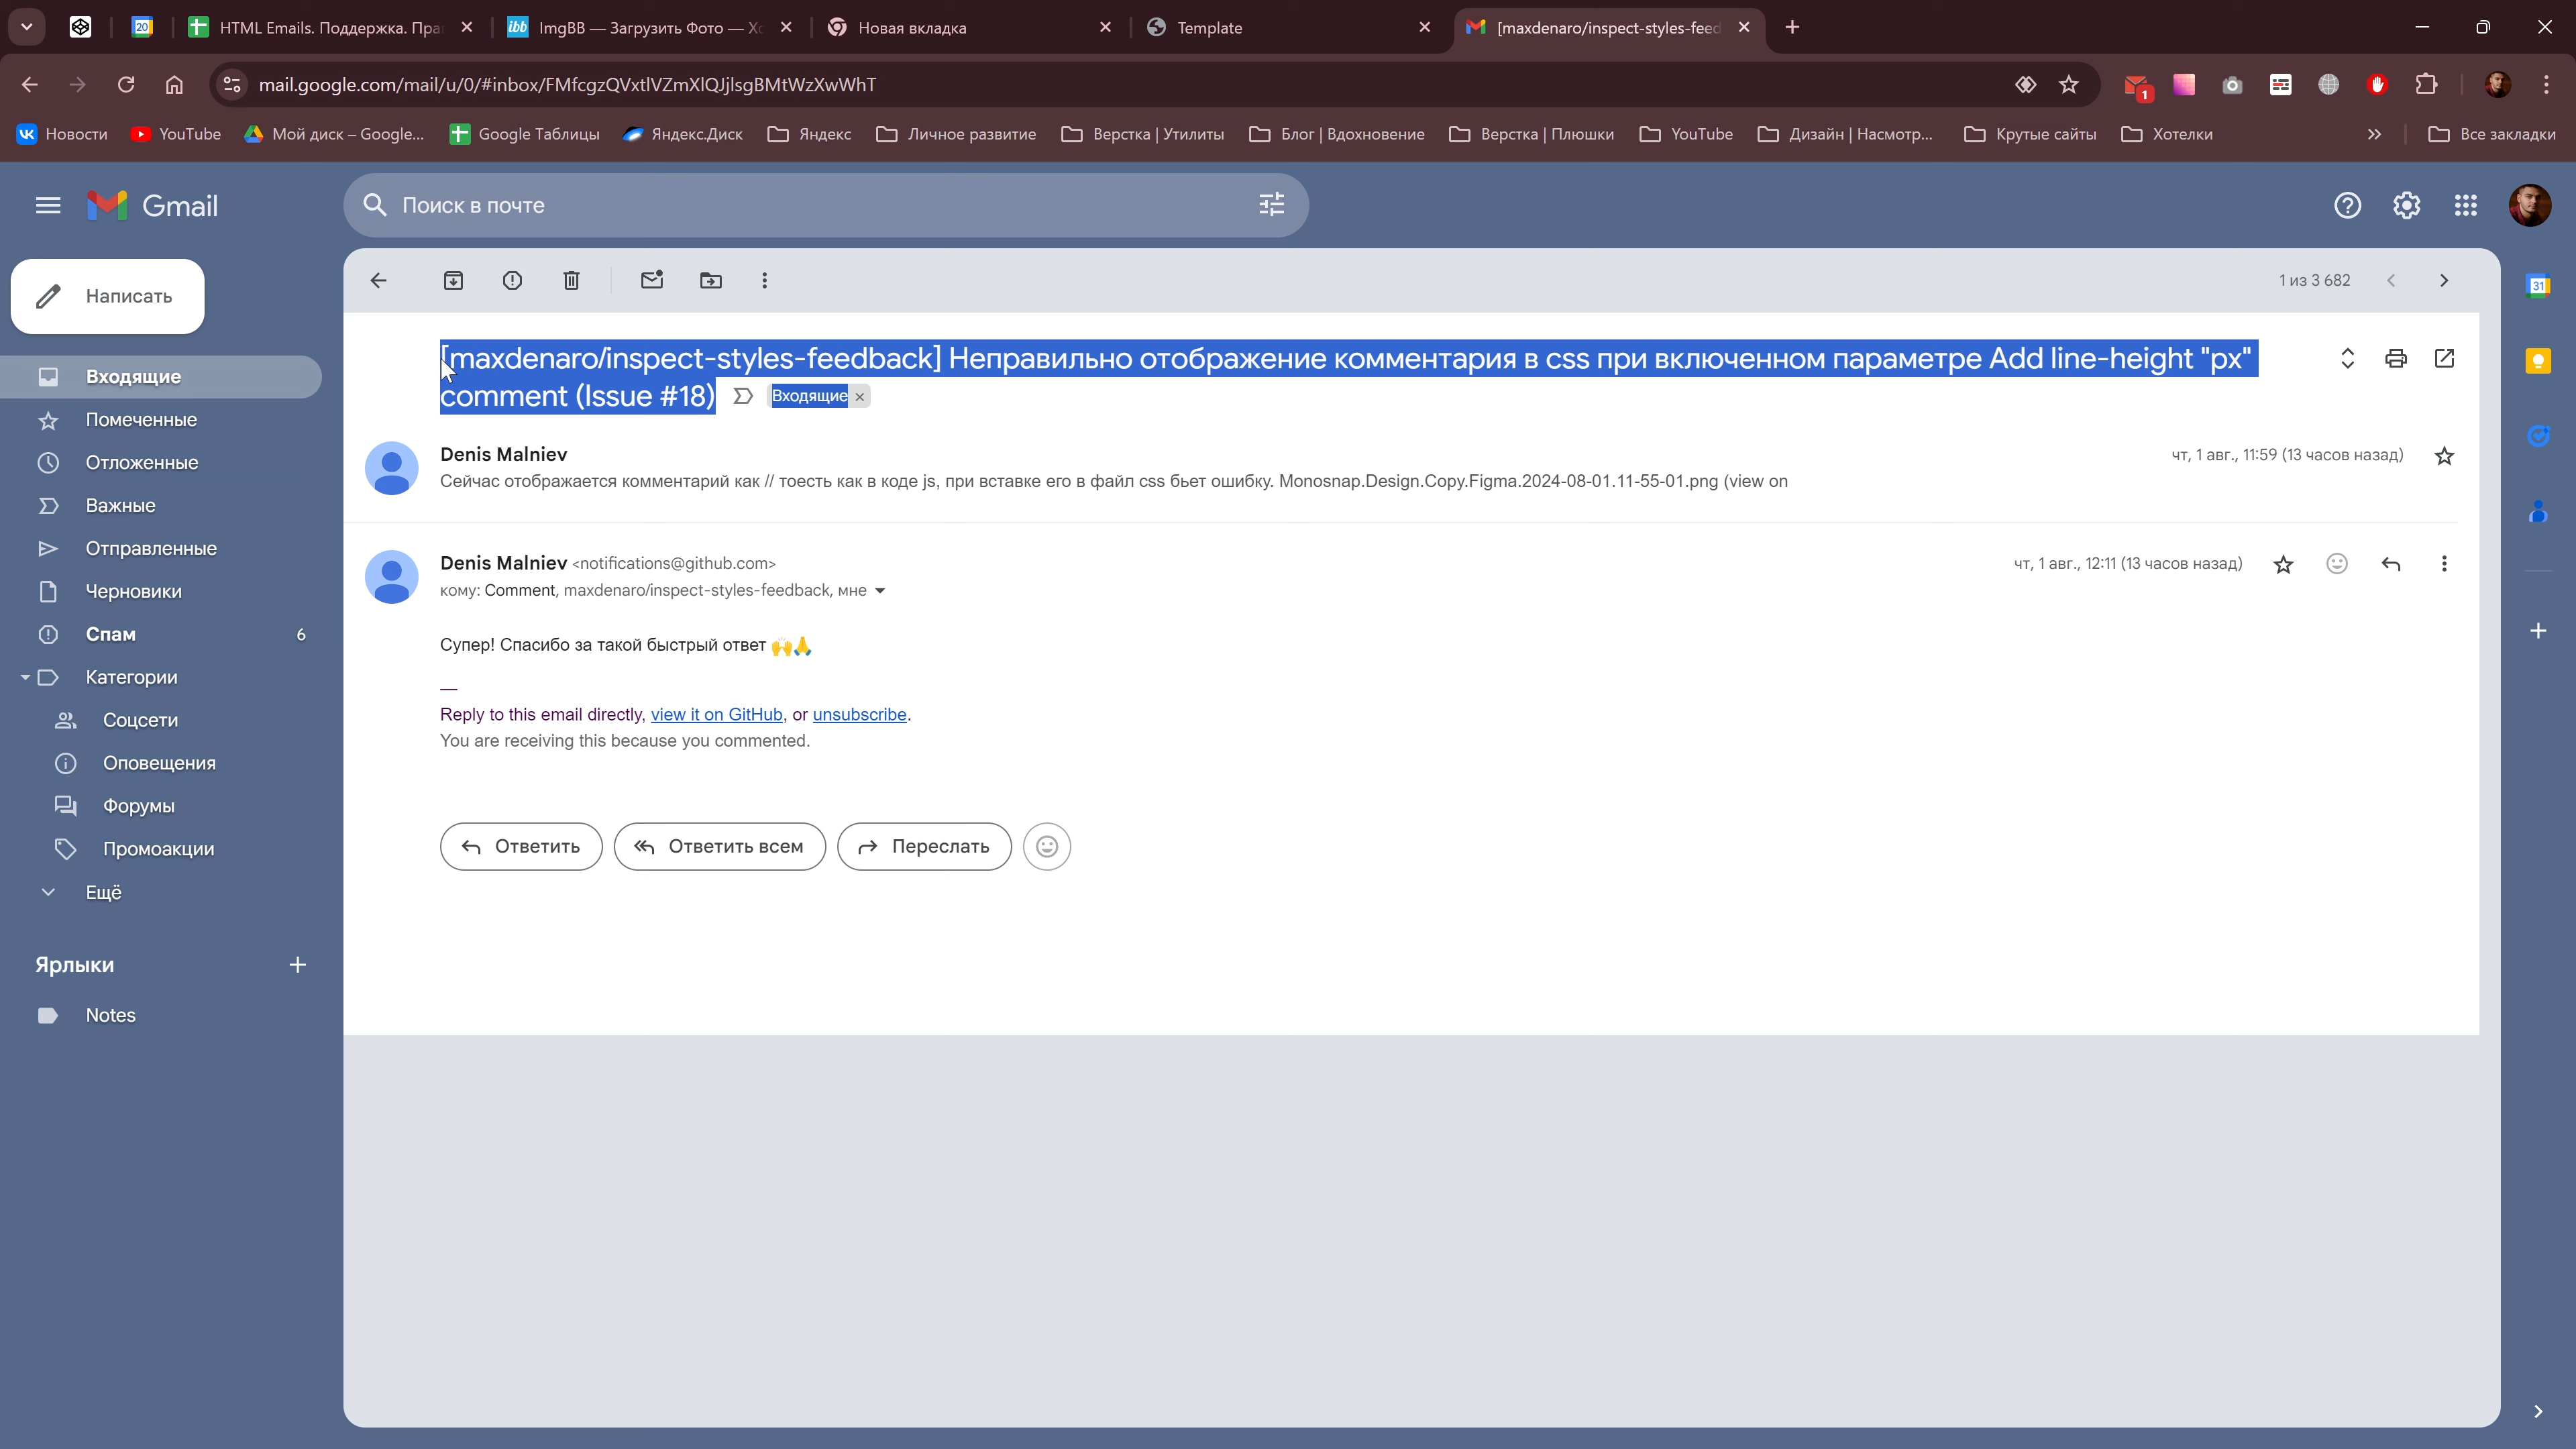 HTML Emails. Поддержка. Пра
ImgBB — Загрузить Фото — Хо
Новая вкладка
Template
[maxdenaro/inspect-styles-feed
mail.google.com/mail/u/0/#inbox/FMfcgzQVxtlVZmXlQJjlsgBMtWzXwWhT
1
Новости
YouTube
Мой диск – Google...
Google Таблицы
Яндекс.Диск
Яндекс
Личное развитие
Верстка | Утилиты
Блог | Вдохновение
Верстка | Плюшки
YouTube
Дизайн | Насмотр...
Крутые сайты
Хотелки
Все закладки
Gmail
Поиск в почте
Написать
1 из 3 682
31
Входящие
Помеченные
Отложенные
Важные
Отправленные
Черновики
Спам 6
Категории
Соцсети
Оповещения
Форумы
Промоакции
Ещё
Ярлыки
Notes
[maxdenaro/inspect-styles-feedback] Неправильно отображение комментария в css при включенном параметре Add line-height "px"
comment (Issue #18) Входящие
Denis Malniev
чт, 1 авг., 11:59 (13 часов назад)
Сейчас отображается комментарий как // тоесть как в коде js, при вставке его в файл css бьет ошибку. Monosnap.Design.Copy.Figma.2024-08-01.11-55-01.png (view on
Denis Malniev <notifications@github.com>
чт, 1 авг., 12:11 (13 часов назад)
кому: Comment, maxdenaro/inspect-styles-feedback, мне
Супер! Спасибо за такой быстрый ответ 🙌🙏
—
Reply to this email directly, view it on GitHub, or unsubscribe.
You are receiving this because you commented.
Ответить
Ответить всем
Переслать